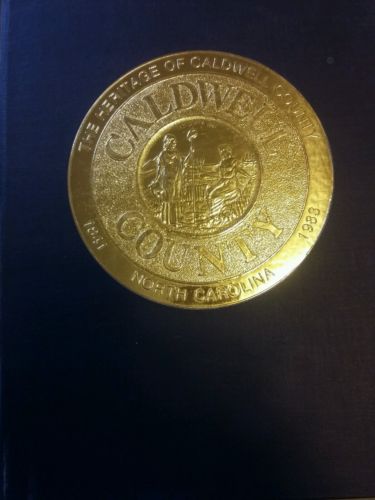 THE HERITAGE OF CALDWELL COUNTY
CALDWELL
COUNTY
1841
NORTH CAROLINA
1983